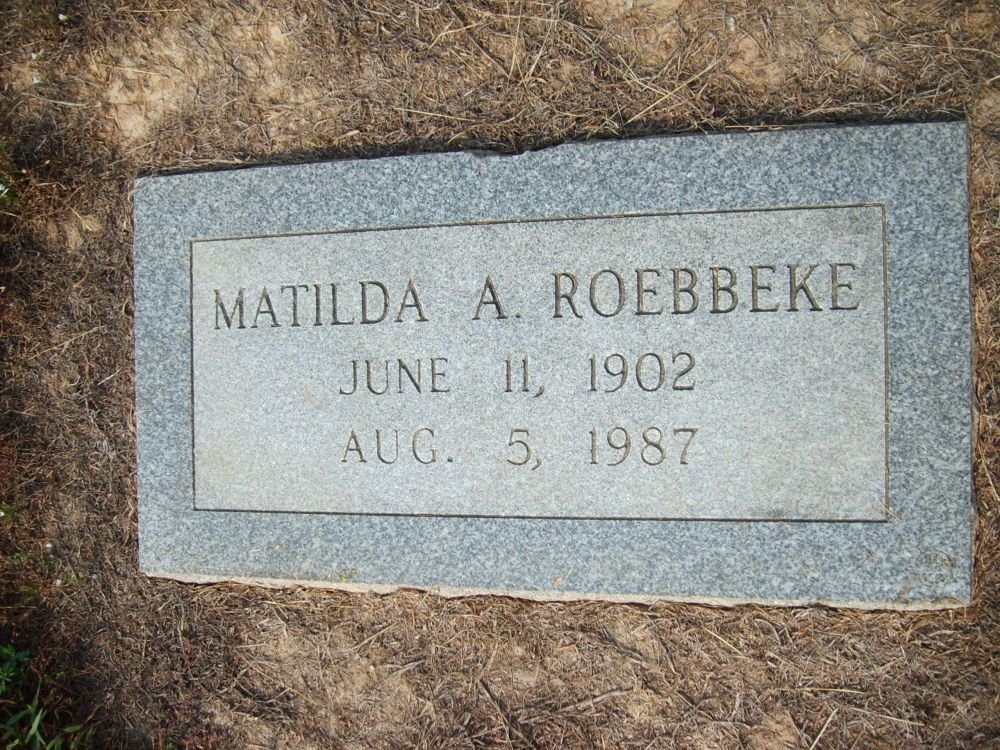 MATILDA A. ROEBBEKE
JUNE 11, 1902
AUG. 5, 1987